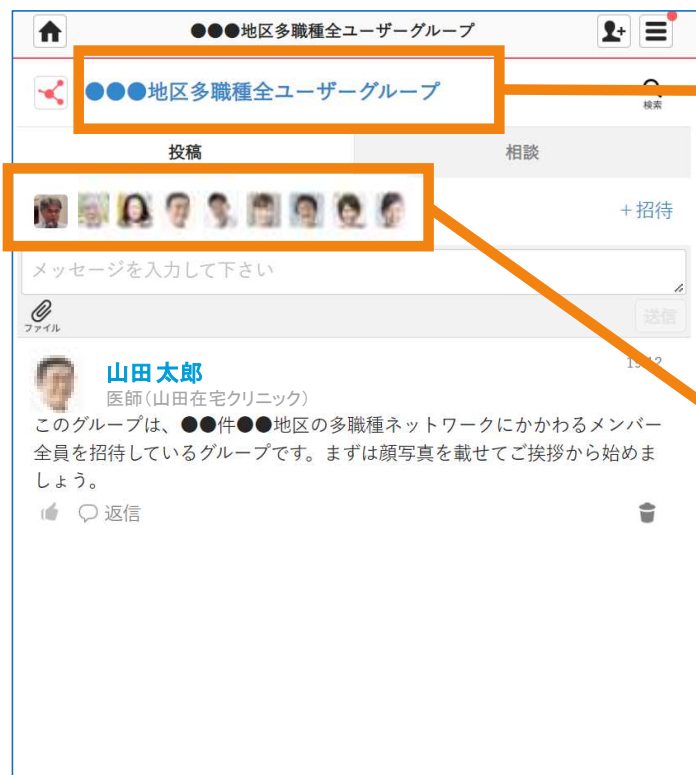 ●●●地区多職種全ユーザーグループ
●●●地区多職種全ユーザーグループ
検索
投稿
相談
+招待
メッセージを入力して下さい
ファイル
送信
山田太郎
医師(山田在宅クリニック)
このグループは、●●件●●地区の多職種ネットワークにかかわるメンバー
全員を招待しているグループです。まずは顔写真を載せてご挨拶から始めま
しょう。
返信